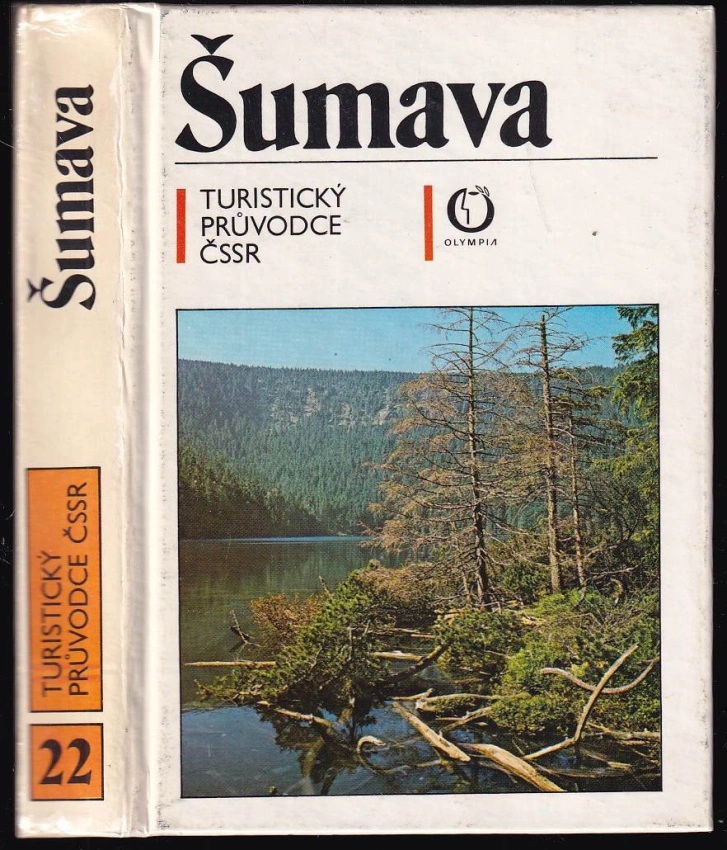 Šumava
TURISTICKÝ
PRŮVODCE
ČSSR
OLYMPIA
Šumava
TURISTICKÝ
PRŮVODCE ČSSR
22